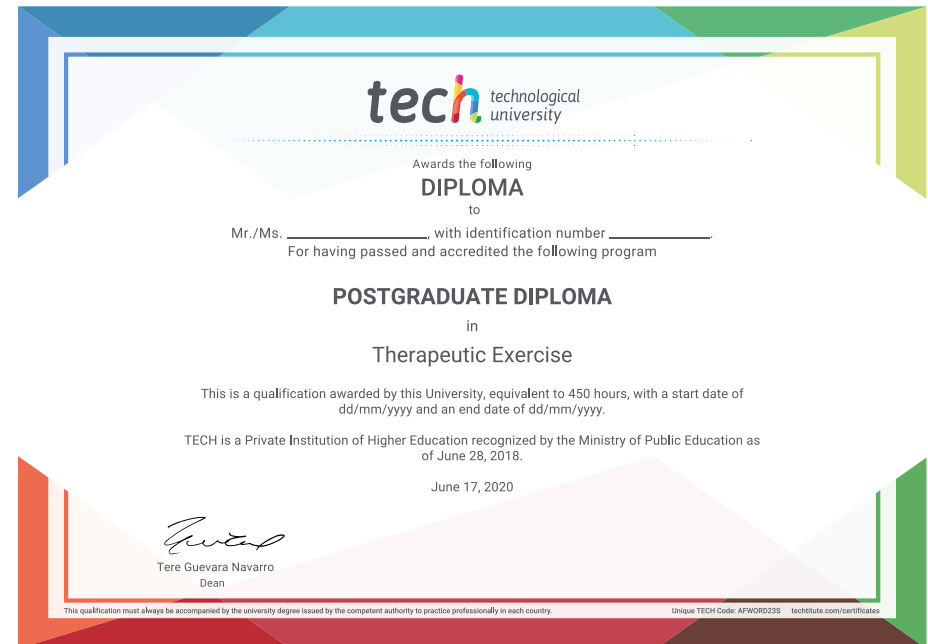 tech technological
university
Awards the following
DIPLOMA
to
Mr./Ms. ____________________, with identification number ______________.
For having passed and accredited the following program
POSTGRADUATE DIPLOMA
in
Therapeutic Exercise
This is a qualification awarded by this University, equivalent to 450 hours, with a start date of
dd/mm/yyyy and an end date of dd/mm/yyyy.
TECH is a Private Institution of Higher Education recognized by the Ministry of Public Education as
of June 28, 2018.
June 17, 2020
Tere Guevara Navarro
Dean
This qualification must always be accompanied by the university degree issued by the competent authority to practice professionally in each country. Unique TECH Code: AFWORD23S techtitute.com/certificates